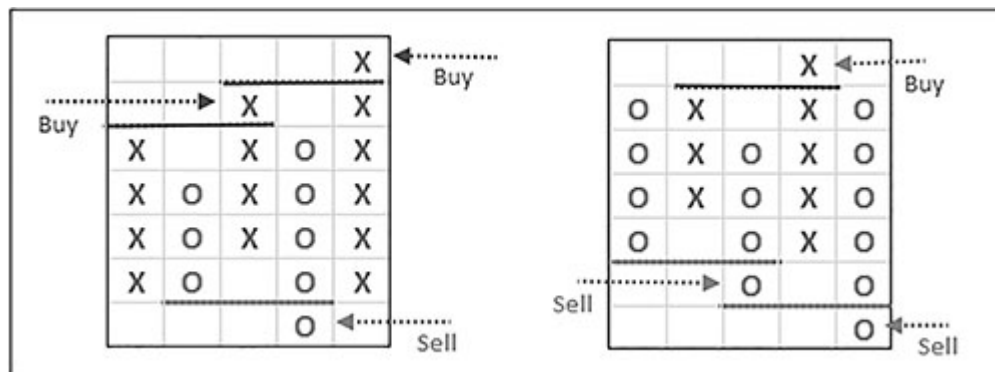 X
Buy
X X
Buy
X X O X
X O X O X
X O X O X
X O O X
O
Sell
X
Buy
O X X O
O X O X O
O X O X O
O O X O
O O
Sell
O
Sell